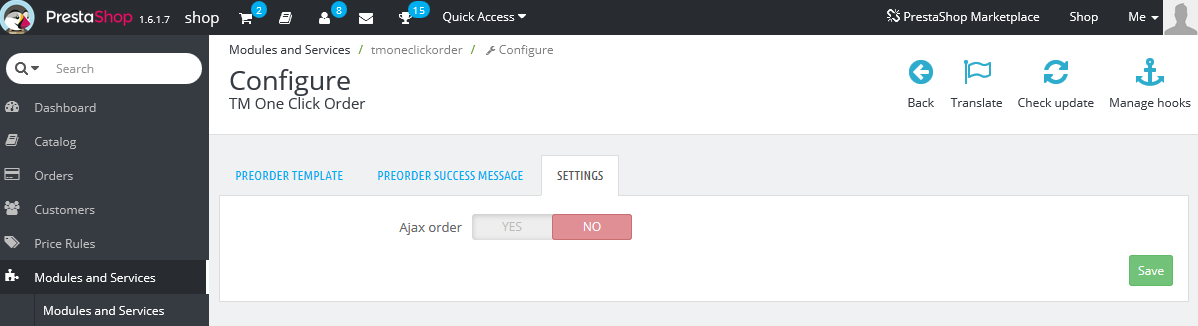 PrestaShop 1.6.1.7 shop 2 8 15 Quick Access PrestaShop Marketplace Shop Me
Modules and Services / tmoneclickorder / Configure
Search
Configure
TM One Click Order
Back Translate Check update Manage hooks
Dashboard
Catalog
Orders
Customers
Price Rules
Modules and Services
Modules and Services
PREORDER TEMPLATE PREORDER SUCCESS MESSAGE SETTINGS
Ajax order YES NO
Save